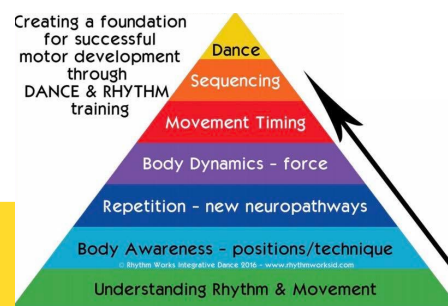 Creating a foundation
for successful
motor development
through
DANCE & RHYTHM
training
Dance
Sequencing
Movement Timing
Body Dynamics - force
Repetition - new neuropathways
Body Awareness - positions/technique
© Rhythm Works Integrative Dance 2016 - www.rhythmworksid.com
Understanding Rhythm & Movement